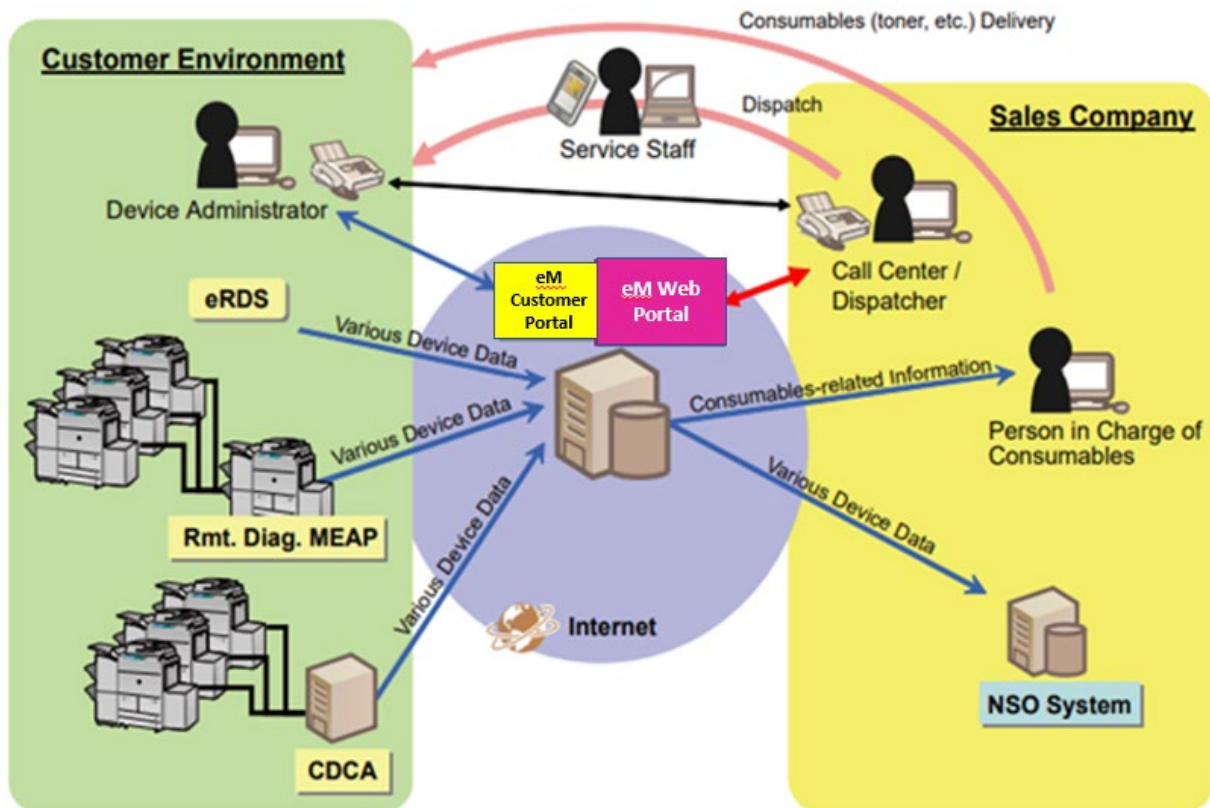 Consumables (toner, etc.) Delivery
Customer Environment
Dispatch
Sales Company
Service Staff
Device Administrator
eM
Customer
Portal
eM Web
Portal
Call Center /
Dispatcher
eRDS
Various Device Data
Consumables-related Information
Various Device Data
Person in Charge of
Consumables
Rmt. Diag. MEAP
Various Device Data
Various Device Data
Internet
NSO System
CDCA